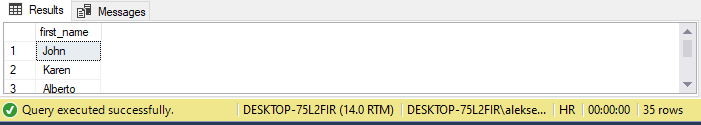 Results Messages
first_name
1 John
2 Karen
3 Alberto
Query executed successfully. DESKTOP-75L2FIR (14.0 RTM) DESKTOP-75L2FIR\alekse... HR 00:00:00 35 rows